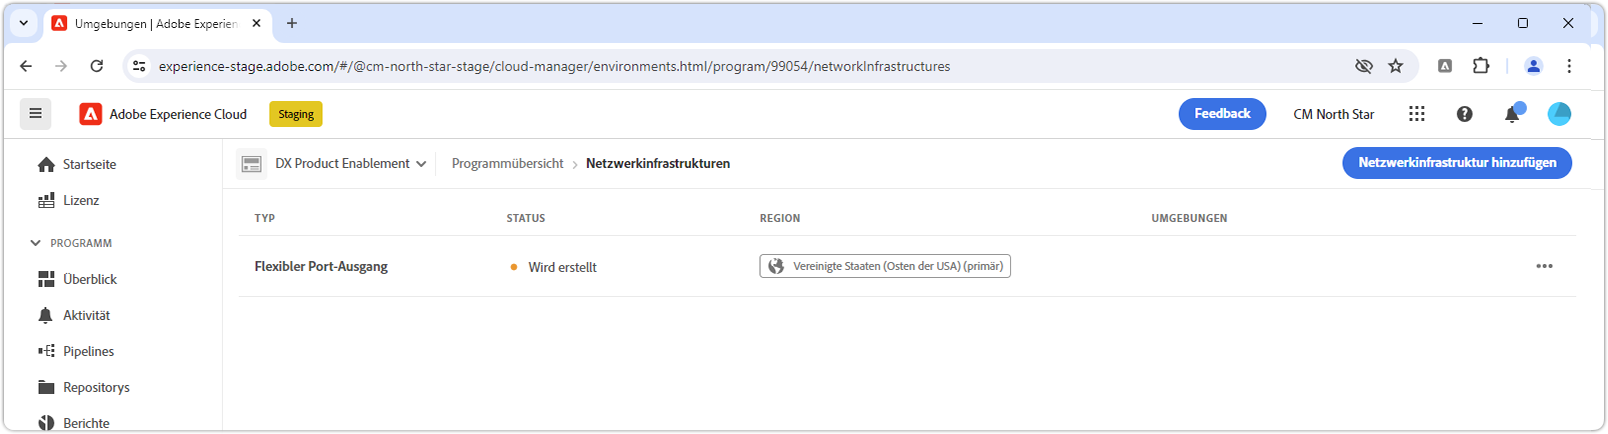 Umgebungen | Adobe Experien
experience-stage.adobe.com/#/@cm-north-star-stage/cloud-manager/environments.html/program/99054/networkInfrastructures
Adobe Experience Cloud
Staging
Feedback
CM North Star
Startseite
Lizenz
PROGRAMM
Überblick
Aktivität
Pipelines
Repositorys
Berichte
DX Product Enablement
Programmübersicht > Netzwerkinfrastrukturen
Netzwerkinfrastruktur hinzufügen
TYP STATUS REGION UMGEBUNGEN
Flexibler Port-Ausgang Wird erstellt Vereinigte Staaten (Osten der USA) (primär)